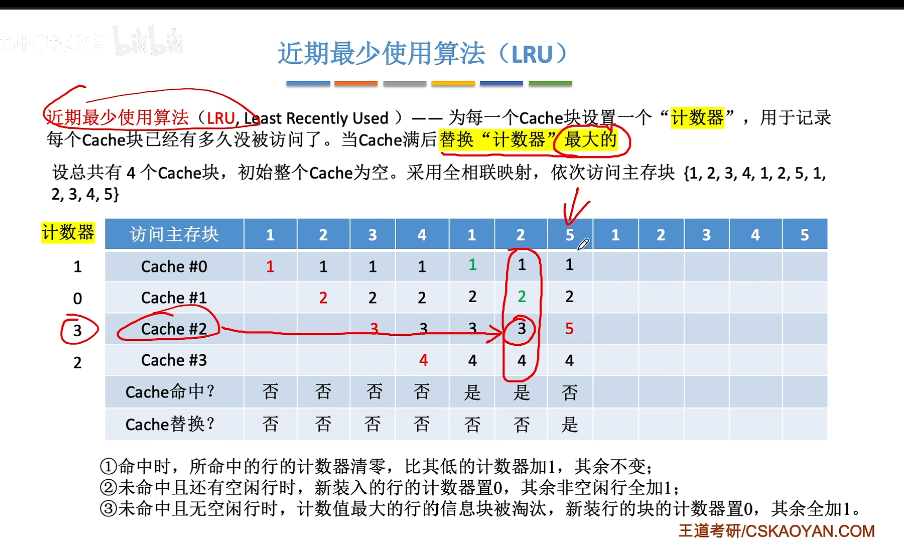 近期最少使用算法（LRU）
近期最少使用算法（LRU, Least Recently Used ）—— 为每一个Cache块设置一个“计数器”，用于记录
每个Cache块已经有多久没被访问了。当Cache满后替换“计数器”最大的
设总共有 4 个Cache块，初始整个Cache为空。采用全相联映射，依次访问主存块 {1, 2, 3, 4, 1, 2, 5, 1,
2, 3, 4, 5}
计数器 访问主存块 1 2 3 4 1 2 5 1 2 3 4 5
1 Cache #0 1 1 1 1 1 1 1
0 Cache #1 2 2 2 2 2 2
3 Cache #2 3 3 3 3 5
2 Cache #3 4 4 4 4
Cache命中? 否 否 否 否 是 是 否
Cache替换? 否 否 否 否 否 否 是
①命中时，所命中的行的计数器清零，比其低的计数器加1，其余不变；
②未命中且还有空闲行时，新装入的行的计数器置0，其余非空闲行全加1；
③未命中且无空闲行时，计数值最大的行的信息块被淘汰，新装行的块的计数器置0，其余全加1。
王道考研/CSKAOYAN.COM